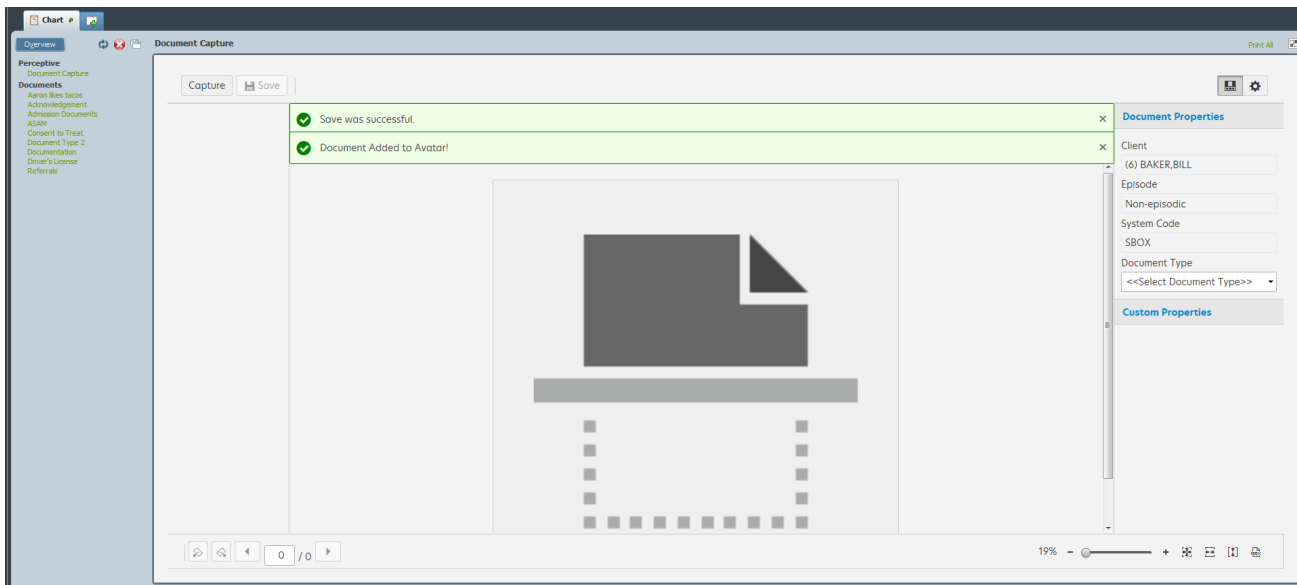 Chart
Overview
Document Capture
Print All
Perceptive
Document Capture
Documents
Aaron likes tacos
Acknowledgement
Admission Documents
ASAM
Consent to Treat
Document Type 2
Documentation
Driver's License
Referrals
Capture
Save
Save was successful.
Document Added to Avatar!
Document Properties
Client
(6) BAKER,BILL
Episode
Non-episodic
System Code
SBOX
Document Type
<<Select Document Type>>
Custom Properties
0 / 0
19%